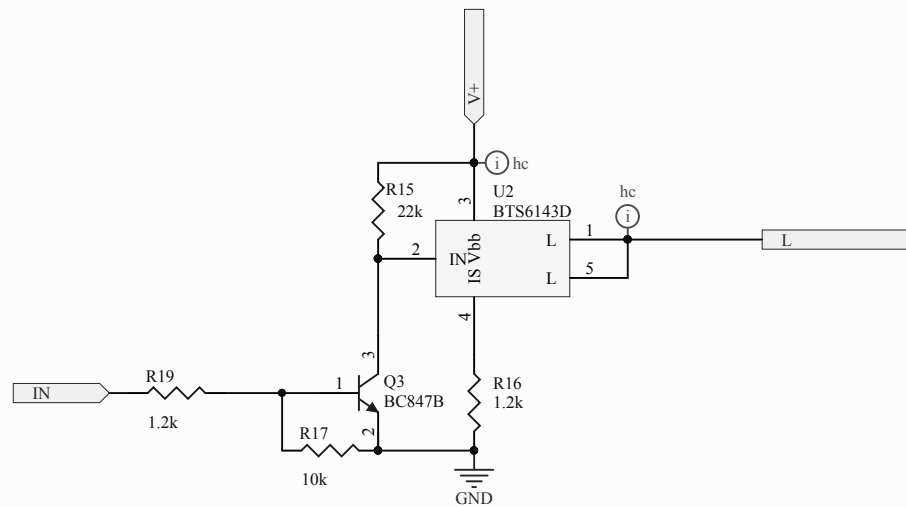 V+
i
hc
R15
22k
3
U2
BTS6143D
hc
i
2
IN
IS Vbb
L
1
L
L
5
4
IN
R19
1.2k
1
3
Q3
BC847B
2
R17
10k
R16
1.2k
GND